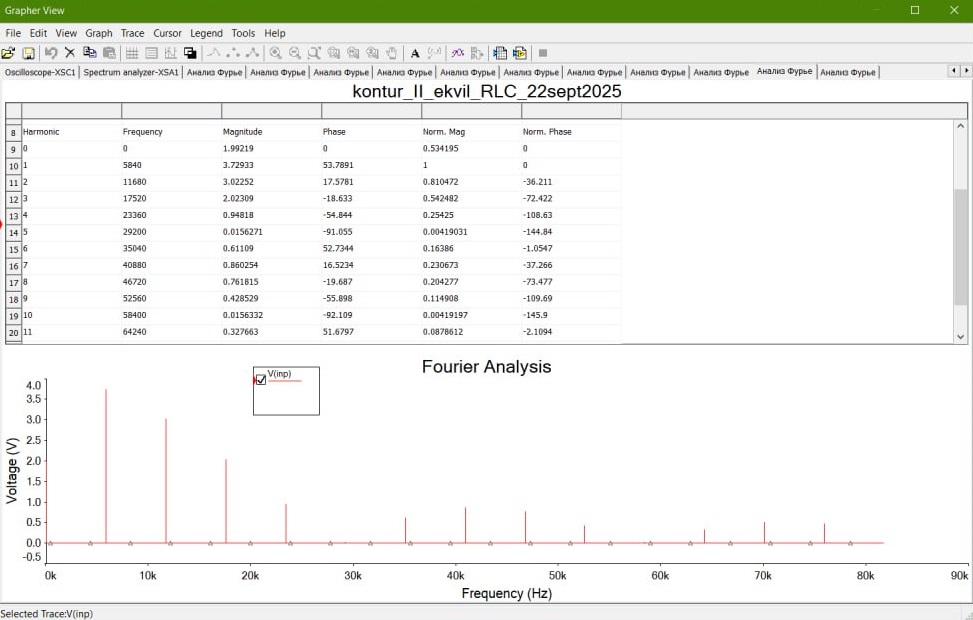 Grapher View
File Edit View Graph Trace Cursor Legend Tools Help
Oscilloscope-XSC1 Spectrum analyzer-XSA1 Анализ Фурье Анализ Фурье Анализ Фурье Анализ Фурье Анализ Фурье Анализ Фурье Анализ Фурье Анализ Фурье Анализ Фурье Анализ Фурье Анализ Фурье
kontur_II_ekvil_RLC_22sept2025
8 Harmonic Frequency Magnitude Phase Norm. Mag Norm. Phase
9 0 0 1.99219 0 0.534195 0
10 1 5840 3.72933 53.7891 1 0
11 2 11680 3.02252 17.5781 0.810472 -36.211
12 3 17520 2.02309 -18.633 0.542482 -72.422
13 4 23360 0.94818 -54.844 0.25425 -108.63
14 5 29200 0.0156271 -91.055 0.00419031 -144.84
15 6 35040 0.61109 52.7344 0.16386 -1.0547
16 7 40880 0.860254 16.5234 0.230673 -37.266
17 8 46720 0.761815 -19.687 0.204277 -73.477
18 9 52560 0.428529 -55.898 0.114908 -109.69
19 10 58400 0.0156332 -92.109 0.00419197 -145.9
20 11 64240 0.327663 51.6797 0.0878612 -2.1094
Fourier Analysis
V(inp)
Voltage (V)
4.0
3.5
3.0
2.5
2.0
1.5
1.0
0.5
0.0
-0.5
0k 10k 20k 30k 40k 50k 60k 70k 80k 90k
Frequency (Hz)
Selected Trace:V(inp)